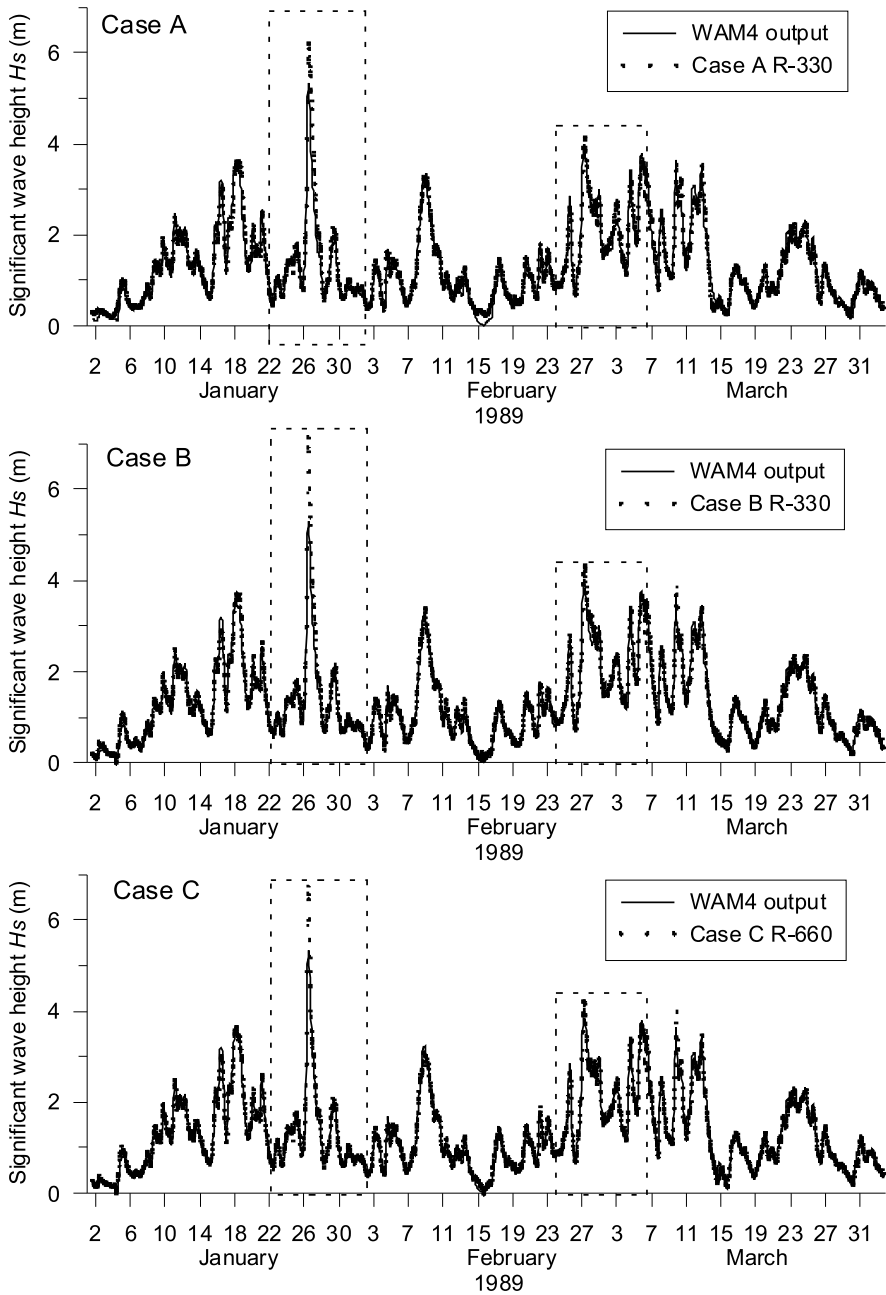 Case A
Significant wave height Hs (m)
6
4
2
0
WAM4 output
Case A R-330
2 6 10 14 18 22 26 30 3 7 11 15 19 23 27 3 7 11 15 19 23 27 31
January February March
1989
Case B
Significant wave height Hs (m)
6
4
2
0
WAM4 output
Case B R-330
2 6 10 14 18 22 26 30 3 7 11 15 19 23 27 3 7 11 15 19 23 27 31
January February March
1989
Case C
Significant wave height Hs (m)
6
4
2
0
WAM4 output
Case C R-660
2 6 10 14 18 22 26 30 3 7 11 15 19 23 27 3 7 11 15 19 23 27 31
January February March
1989